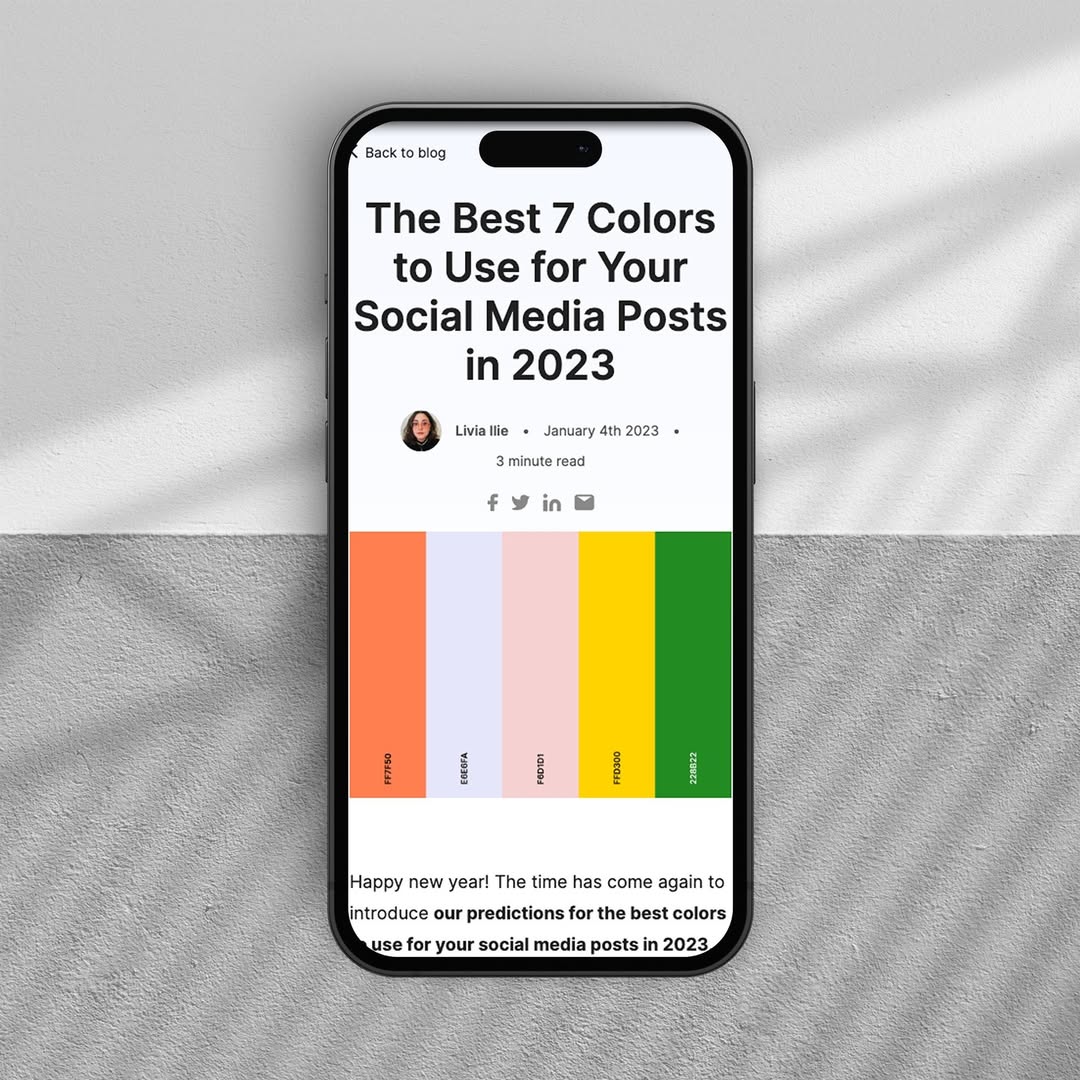 Back to blog
The Best 7 Colors
to Use for Your
Social Media Posts
in 2023
Livia Ilie • January 4th 2023 •
3 minute read
FF7F50
E6E6FA
F6D1D1
FFD300
228B22
Happy new year! The time has come again to
introduce our predictions for the best colors
use for your social media posts in 2023